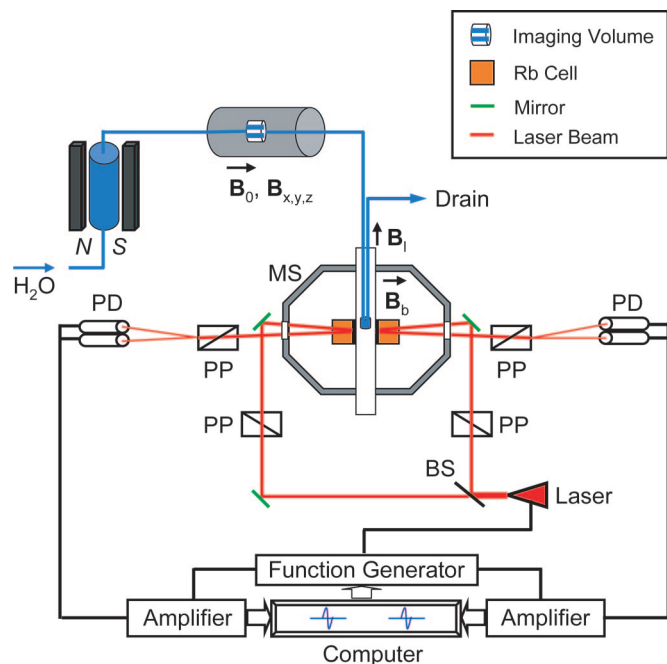 Imaging Volume
Rb Cell
Mirror
Laser Beam
B₀, Bₓ,ᵧ,𝓏
Drain
N S
H₂O
MS
Bₗ
B_b
PD
PD
PP
PP
PP
PP
BS
Laser
Function Generator
Amplifier
Amplifier
Computer